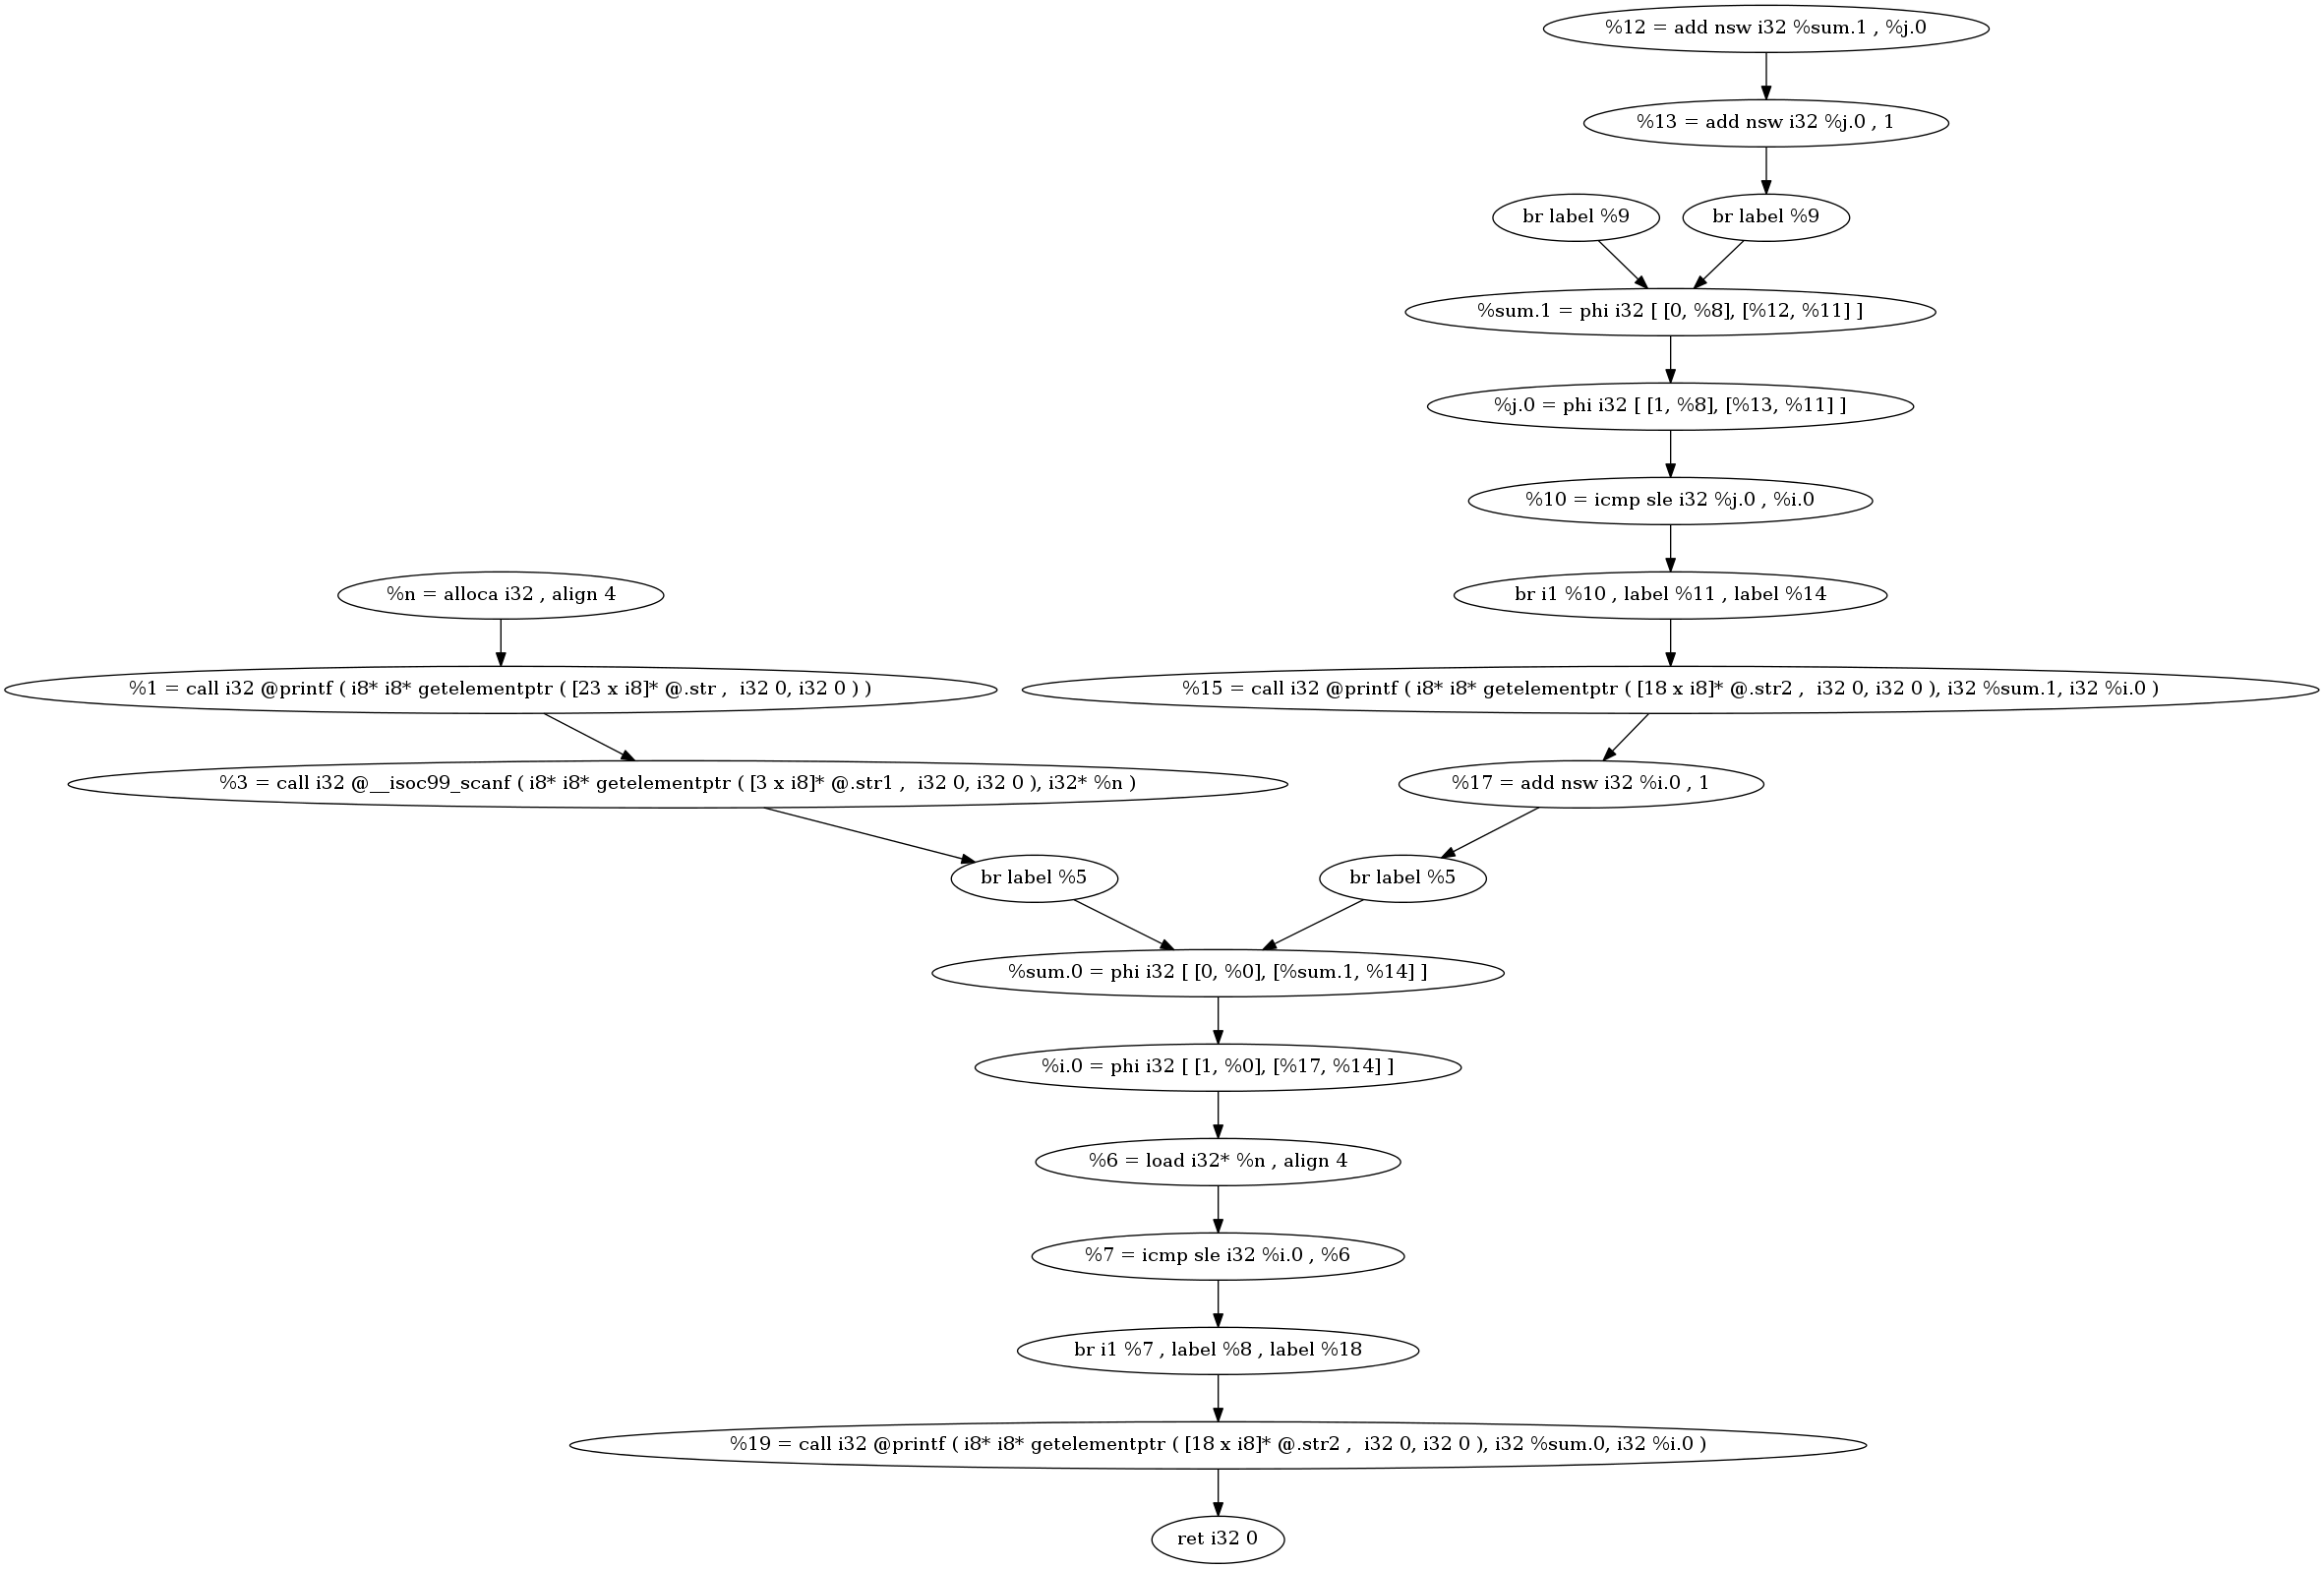 %12 = add nsw i32 %sum.1 , %j.0
%13 = add nsw i32 %j.0 , 1
br label %9
br label %9
%sum.1 = phi i32 [ [0, %8], [%12, %11] ]
%j.0 = phi i32 [ [1, %8], [%13, %11] ]
%10 = icmp sle i32 %j.0 , %i.0
%n = alloca i32 , align 4
br i1 %10 , label %11 , label %14
%1 = call i32 @printf ( i8* i8* getelementptr ( [23 x i8]* @.str ,  i32 0, i32 0 ) )
%15 = call i32 @printf ( i8* i8* getelementptr ( [18 x i8]* @.str2 ,  i32 0, i32 0 ), i32 %sum.1, i32 %i.0 )
%3 = call i32 @__isoc99_scanf ( i8* i8* getelementptr ( [3 x i8]* @.str1 ,  i32 0, i32 0 ), i32* %n )
%17 = add nsw i32 %i.0 , 1
br label %5
br label %5
%sum.0 = phi i32 [ [0, %0], [%sum.1, %14] ]
%i.0 = phi i32 [ [1, %0], [%17, %14] ]
%6 = load i32* %n , align 4
%7 = icmp sle i32 %i.0 , %6
br i1 %7 , label %8 , label %18
%19 = call i32 @printf ( i8* i8* getelementptr ( [18 x i8]* @.str2 ,  i32 0, i32 0 ), i32 %sum.0, i32 %i.0 )
ret i32 0